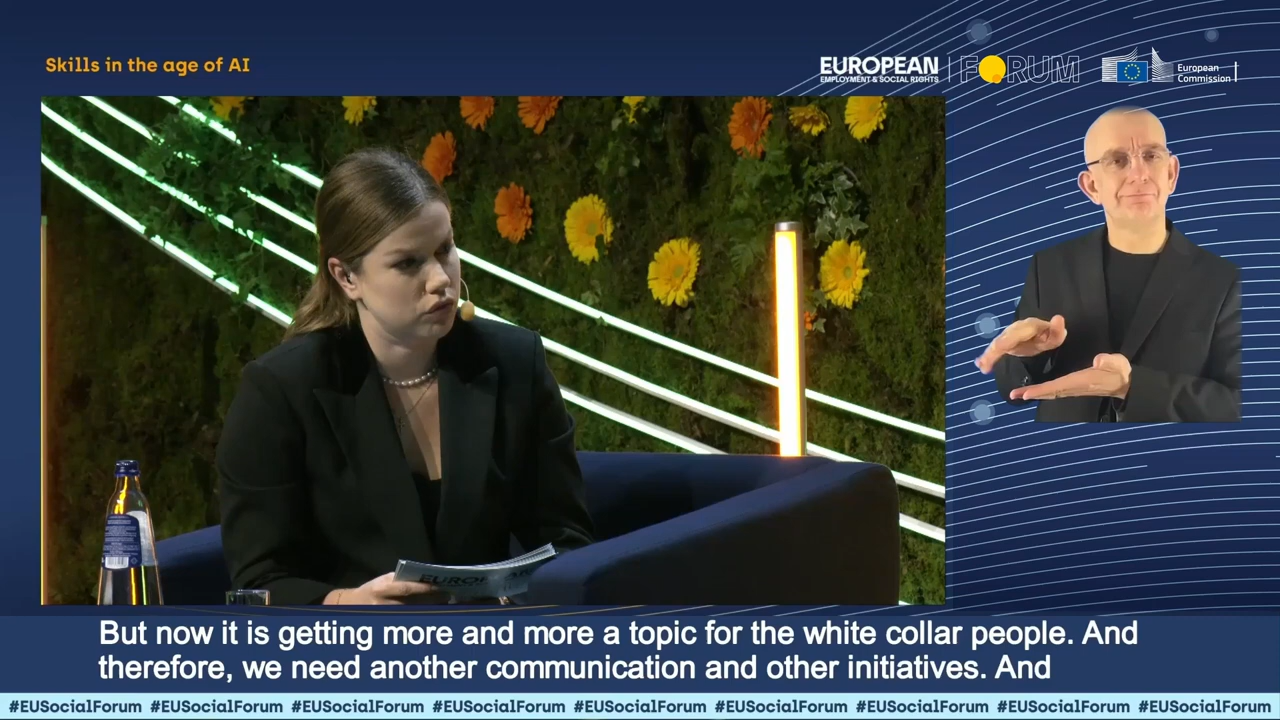 Skills in the age of AI
EUROPEAN
EMPLOYMENT & SOCIAL RIGHTS
FORUM
European
Commission
EUROP
But now it is getting more and more a topic for the white collar people. And
therefore, we need another communication and other initiatives. And
#EUSocialForum #EUSocialForum #EUSocialForum #EUSocialForum #EUSocialForum #EUSocialForum #EUSocialForum #EUSocialForum #EUSocialForum